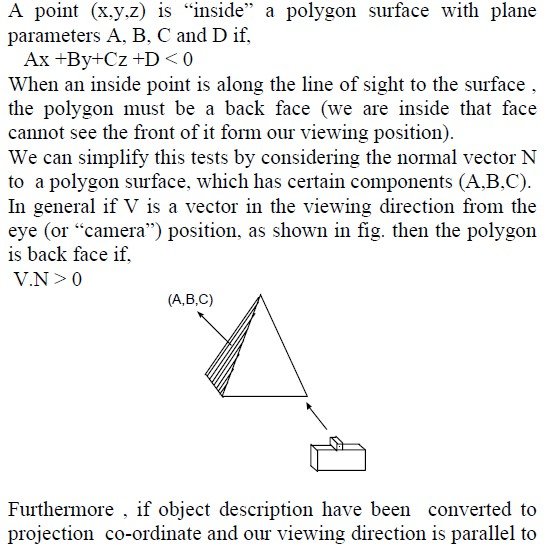 A point (x,y,z) is “inside” a polygon surface with plane
parameters A, B, C and D if,
Ax +By+Cz +D < 0
When an inside point is along the line of sight to the surface ,
the polygon must be a back face (we are inside that face
cannot see the front of it form our viewing position).
We can simplify this tests by considering the normal vector N
to a polygon surface, which has certain components (A,B,C).
In general if V is a vector in the viewing direction from the
eye (or “camera”) position, as shown in fig. then the polygon
is back face if,
V.N > 0
(A,B,C)
Furthermore , if object description have been converted to
projection co-ordinate and our viewing direction is parallel to